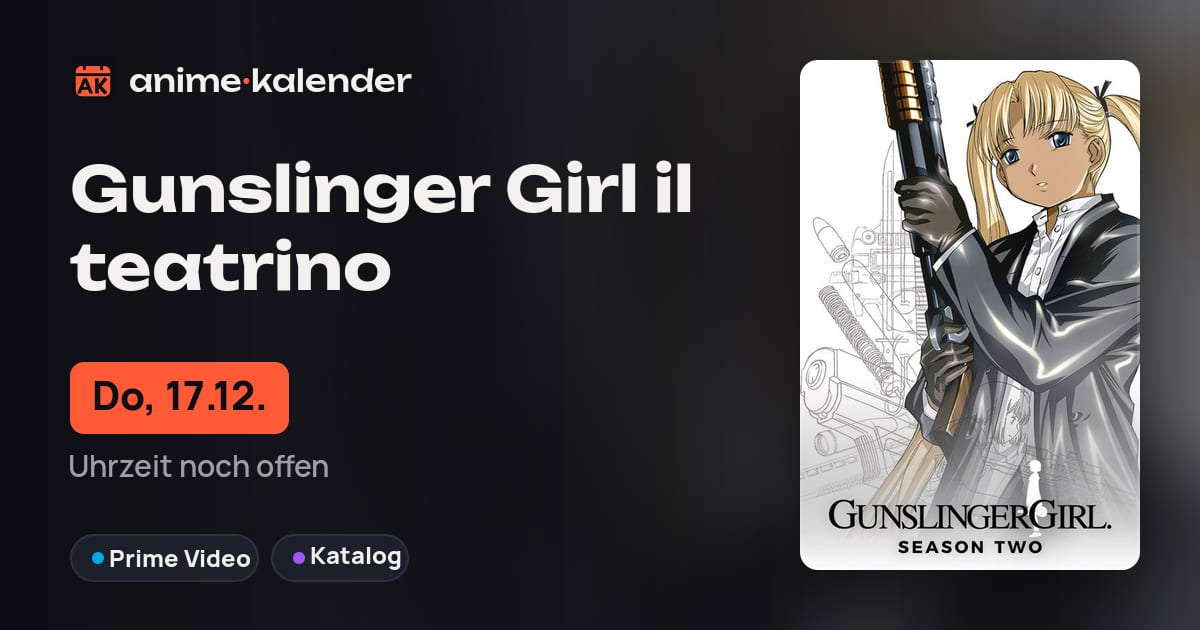 AK
anime·kalender
Gunslinger Girl il
teatrino
Do, 17.12.
Uhrzeit noch offen
Prime Video
Katalog
GUNSLINGERGIRL.
SEASON TWO